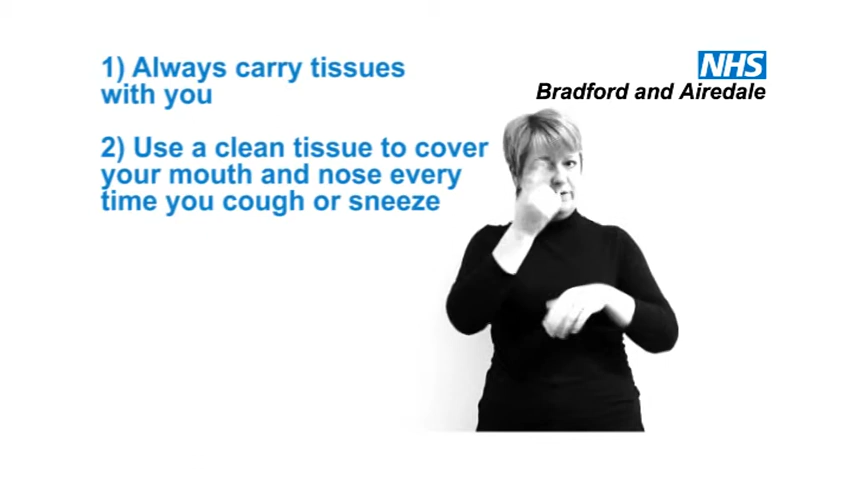 1) Always carry tissues
with you
NHS
Bradford and Airedale
2) Use a clean tissue to cover
your mouth and nose every
time you cough or sneeze